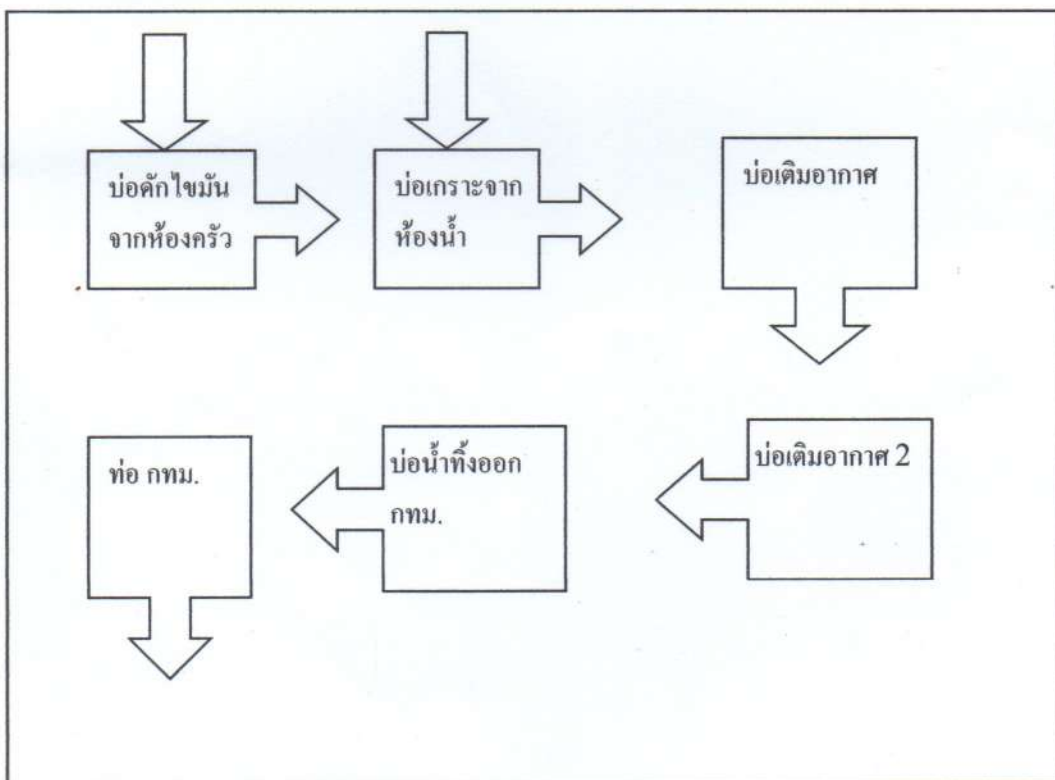 บ่อดักไขมัน
จากห้องครัว
บ่อเกราะจาก
ห้องน้ำ
บ่อเติมอากาศ
ท่อ กทม.
บ่อน้ำทิ้งออก
กทม.
บ่อเติมอากาศ 2